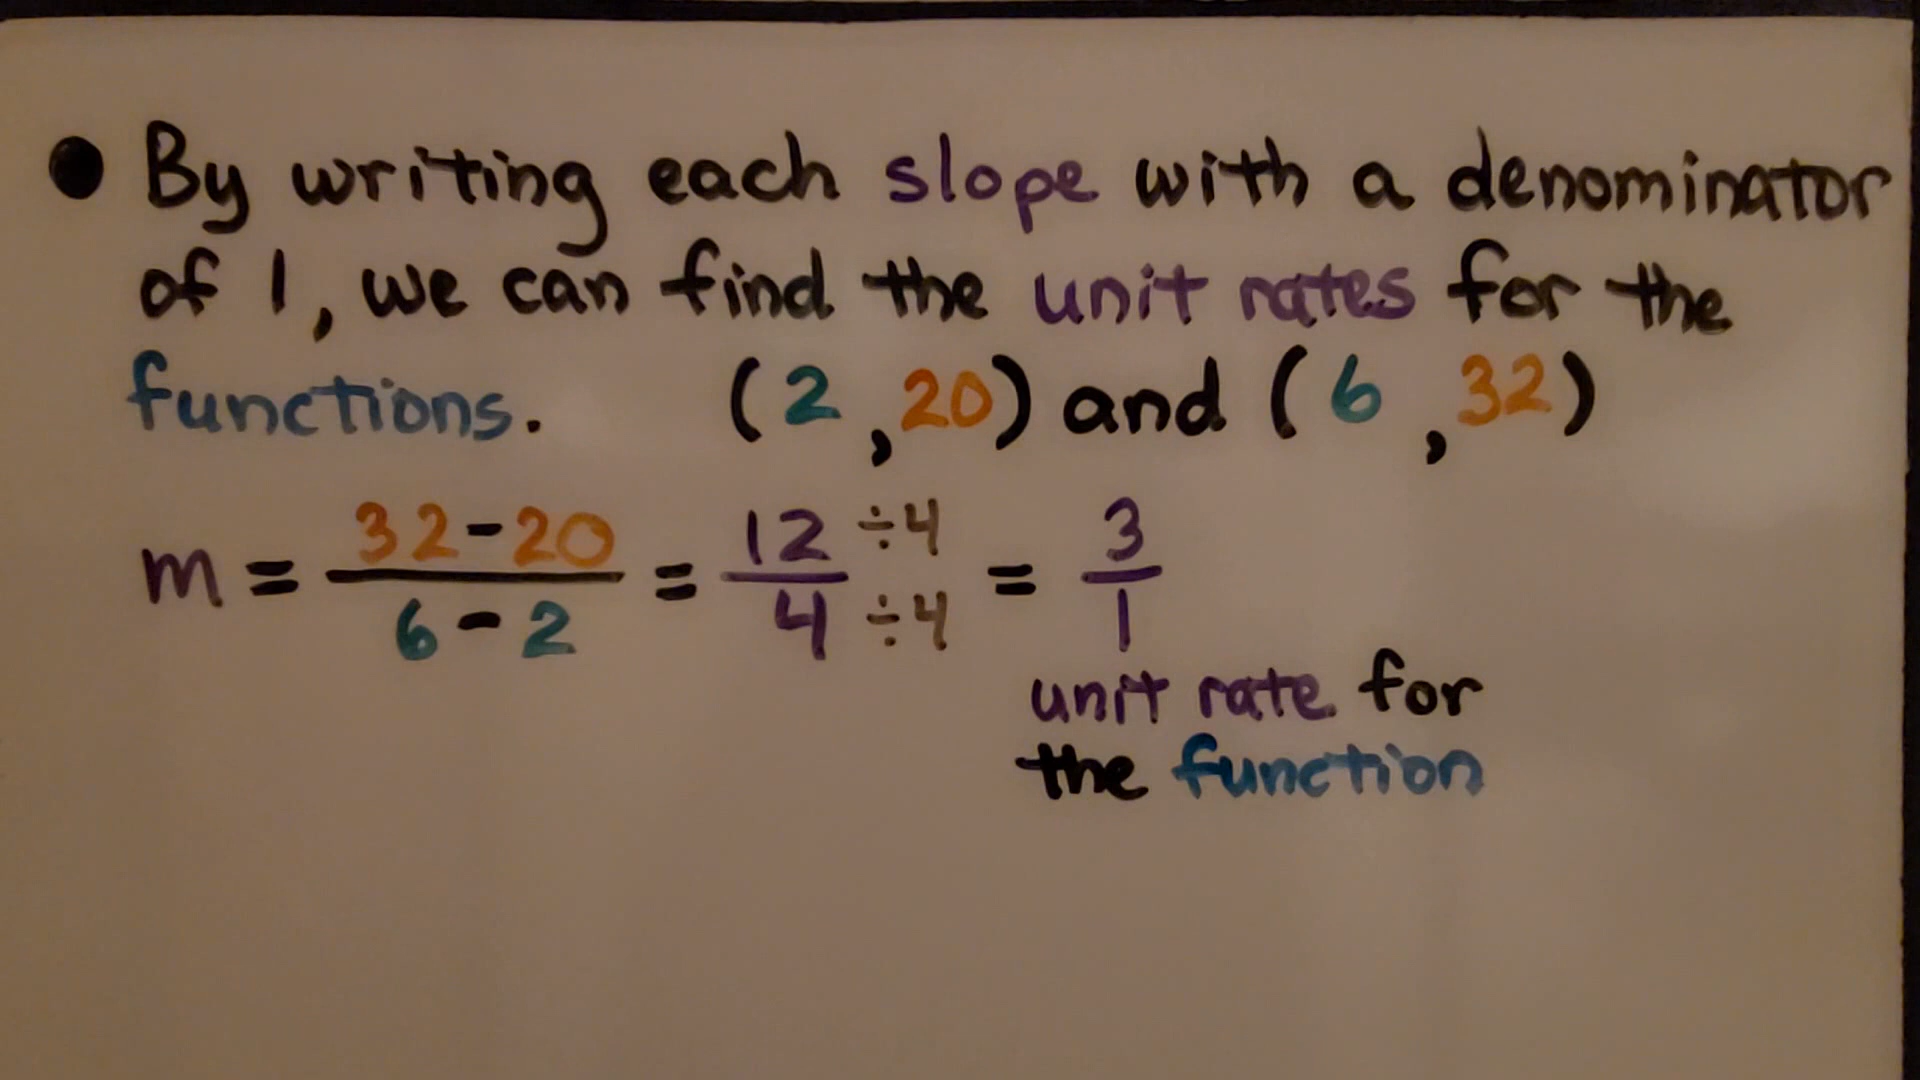 • By writing each slope with a denominator
of 1, we can find the unit rates for the
functions. (2, 20) and (6, 32)
m = 32-20 / 6-2 = 12 ÷4 / 4 ÷4 = 3/1
unit rate for
the function